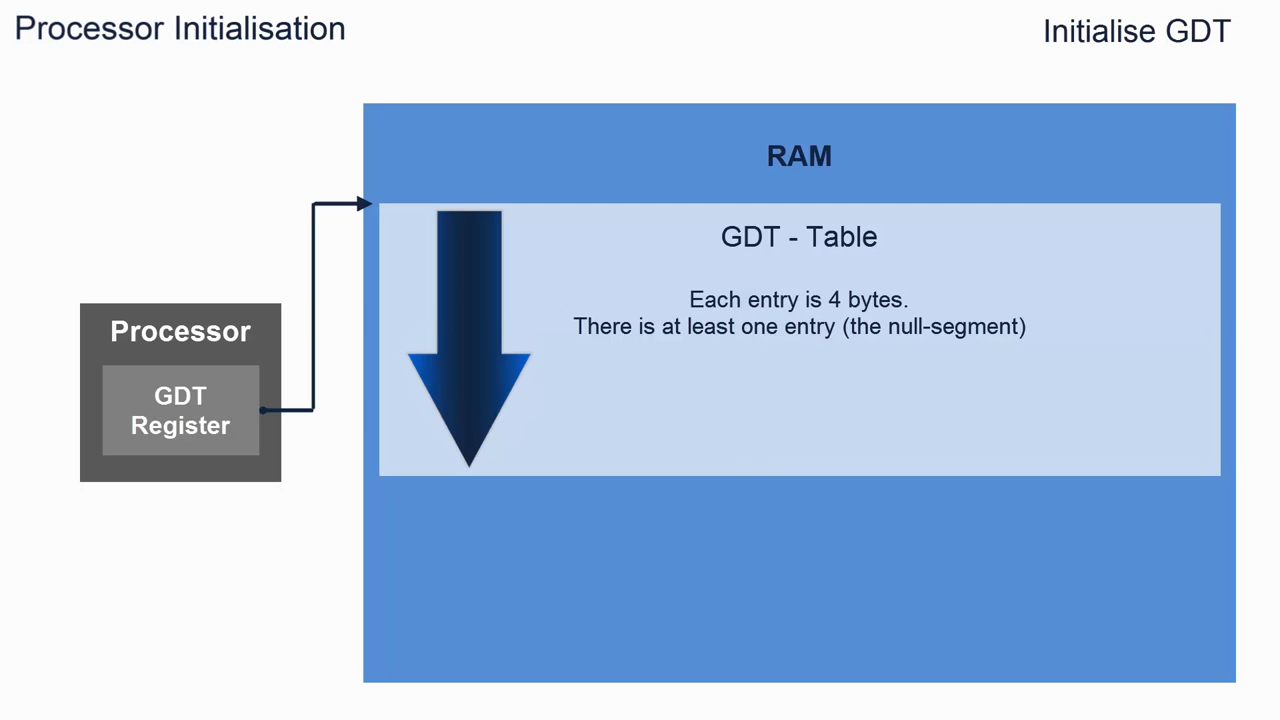 Processor Initialisation
Initialise GDT
RAM
GDT - Table
Each entry is 4 bytes.
There is at least one entry (the null-segment)
Processor
GDT
Register